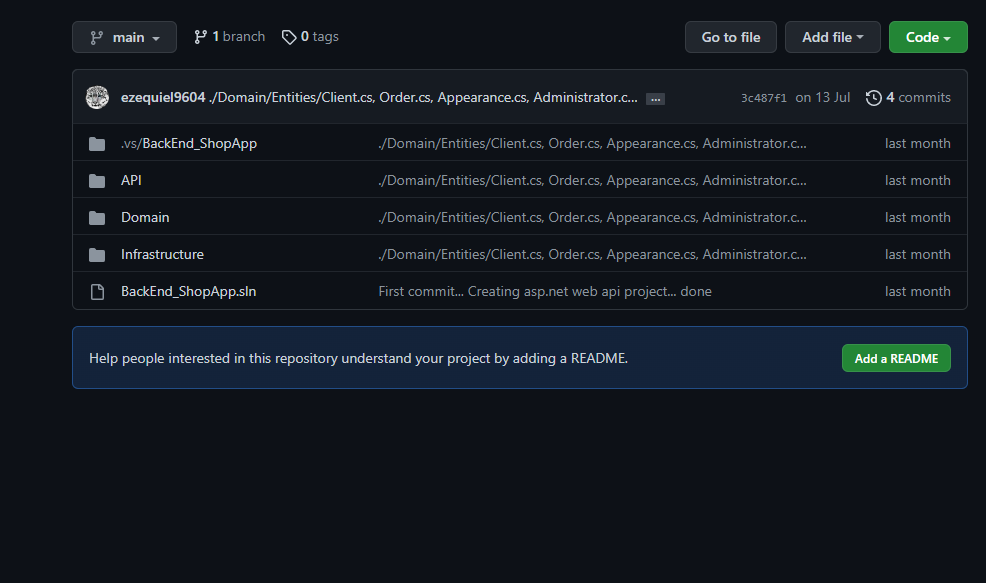 main 1 branch 0 tags Go to file Add file Code
ezequiel9604 ./Domain/Entities/Client.cs, Order.cs, Appearance.cs, Administrator.c... ... 3c487f1 on 13 Jul 4 commits
.vs/BackEnd_ShopApp ./Domain/Entities/Client.cs, Order.cs, Appearance.cs, Administrator.c... last month
API ./Domain/Entities/Client.cs, Order.cs, Appearance.cs, Administrator.c... last month
Domain ./Domain/Entities/Client.cs, Order.cs, Appearance.cs, Administrator.c... last month
Infrastructure ./Domain/Entities/Client.cs, Order.cs, Appearance.cs, Administrator.c... last month
BackEnd_ShopApp.sln First commit... Creating asp.net web api project... done last month
Help people interested in this repository understand your project by adding a README. Add a README